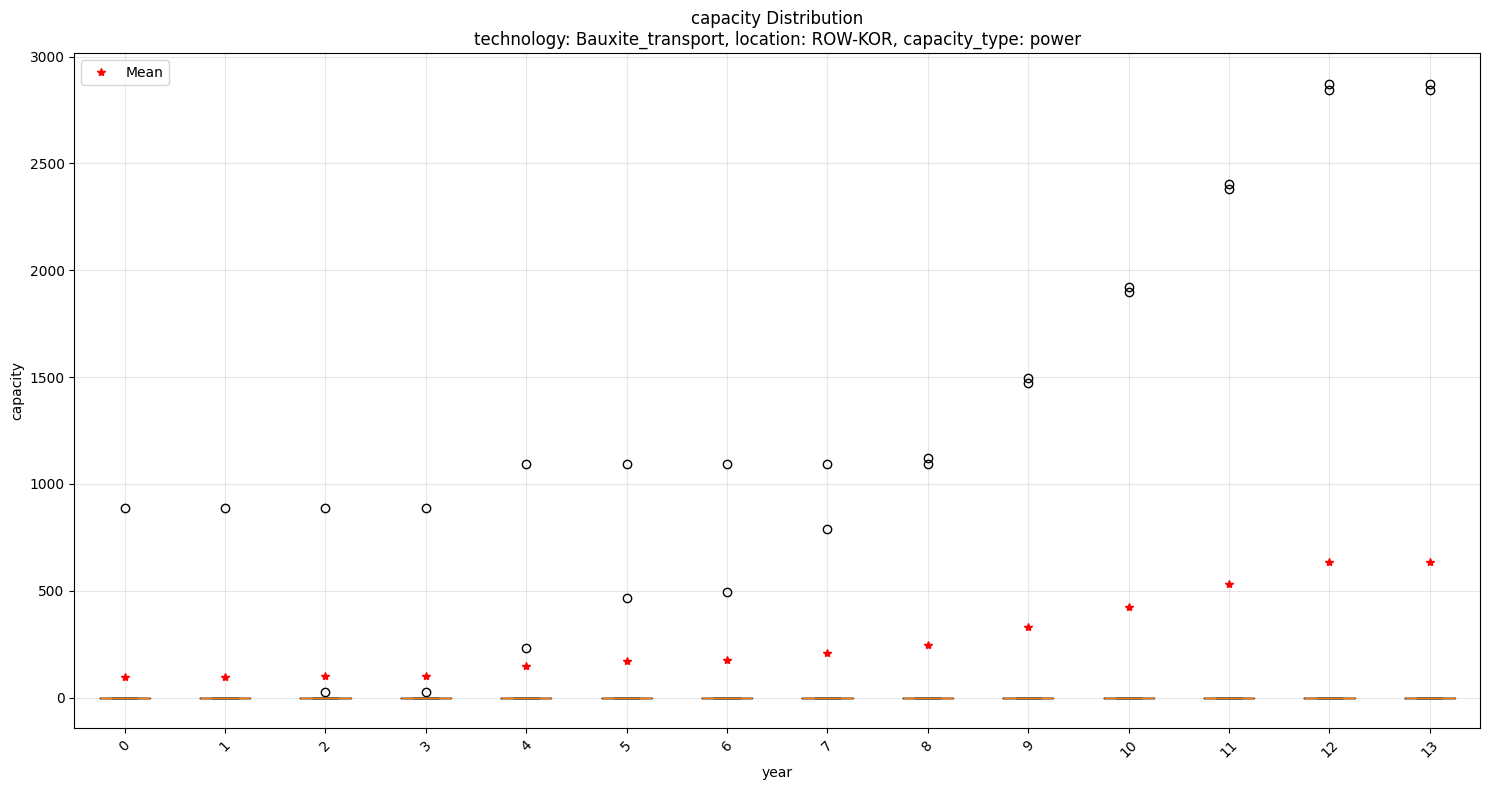 capacity Distribution
technology: Bauxite_transport, location: ROW-KOR, capacity_type: power
Mean
3000
2500
2000
1500
1000
500
0
capacity
0 1 2 3 4 5 6 7 8 9 10 11 12 13
year